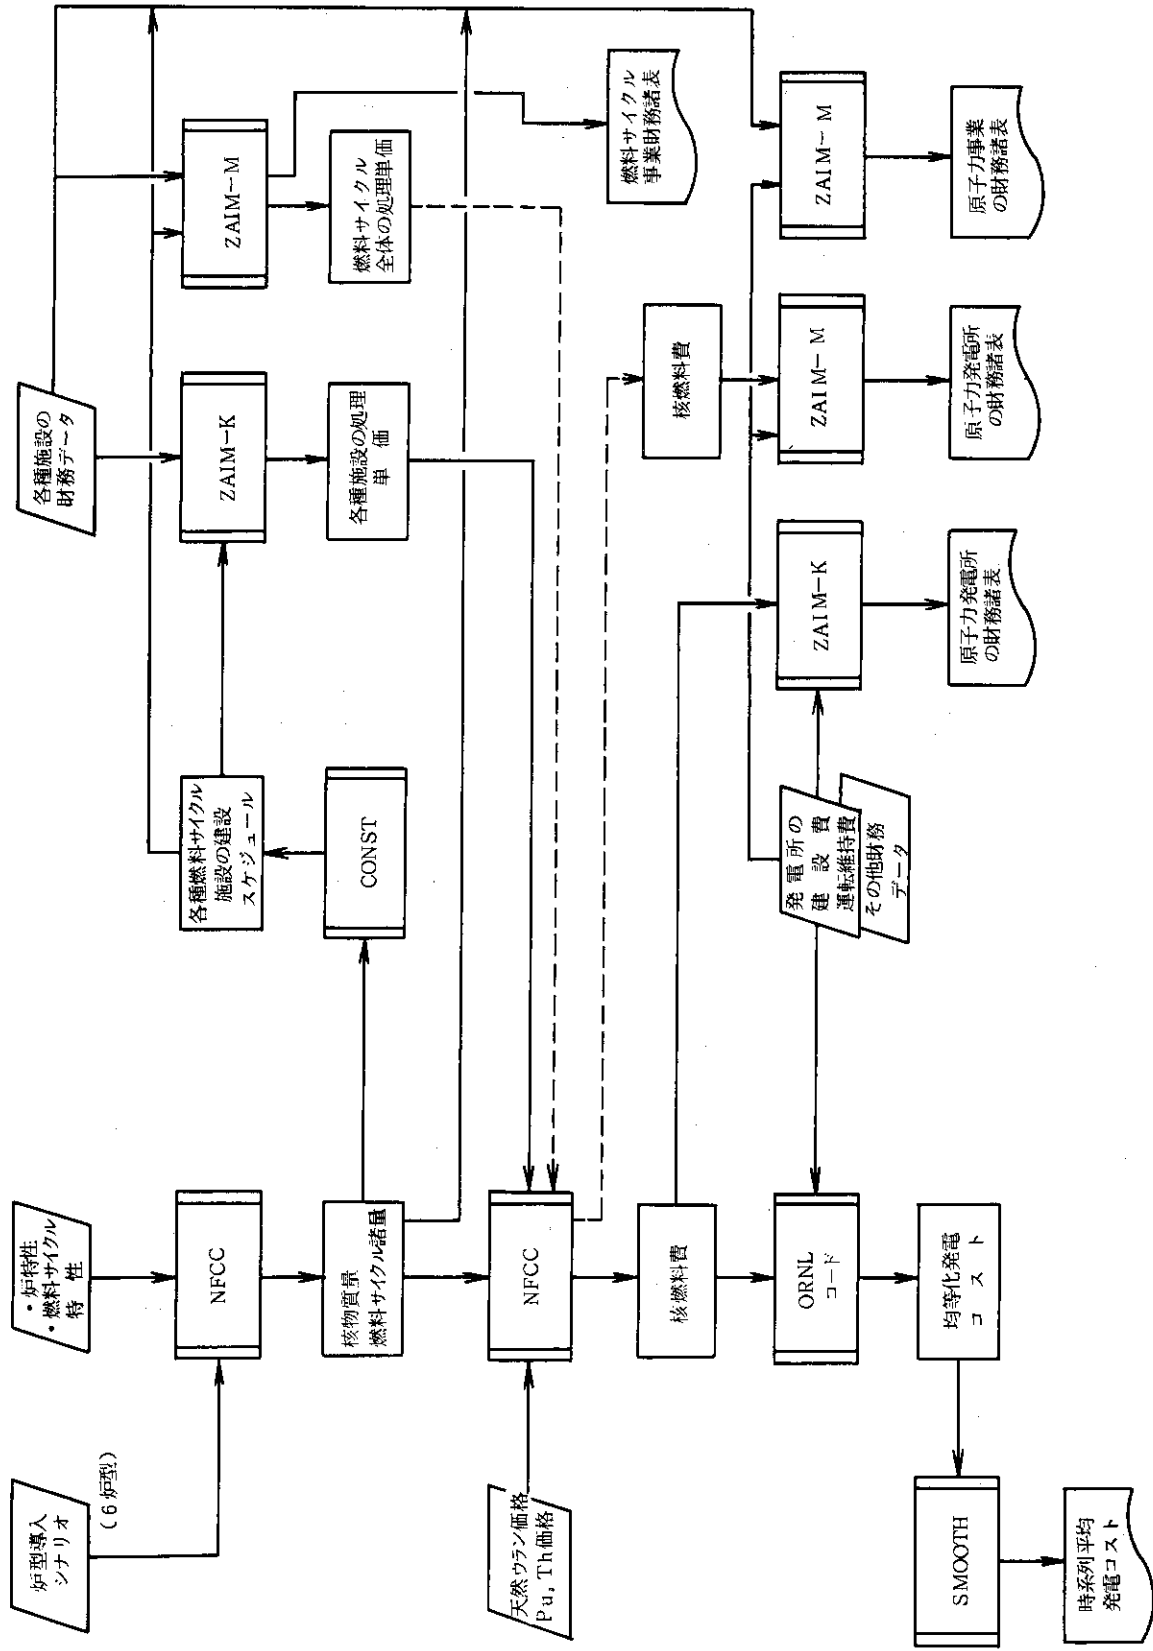 炉型導入
シナリオ
(6炉型)
・炉特性
・燃料サイクル
特性
各種施設の
財務データ
NFCC
各種燃料サイクル
施設の建設
スケジュール
ZAIM-K
ZAIM-M
核物質量
燃料サイクル諸量
CONST
各種施設の処理
単価
燃料サイクル
全体の処理単価
天然ウラン価格
Pu, Th価格
NFCC
燃料サイクル
事業財務諸表
核燃料費
核燃料費
ORNL
コード
発電所の
建設費
運転維持費
その他財務
データ
ZAIM-K
ZAIM-M
ZAIM-M
SMOOTH
均等化発電
コスト
原子力発電所
の財務諸表
原子力発電所
の財務諸表
原子力事業
の財務諸表
時系列平均
発電コスト